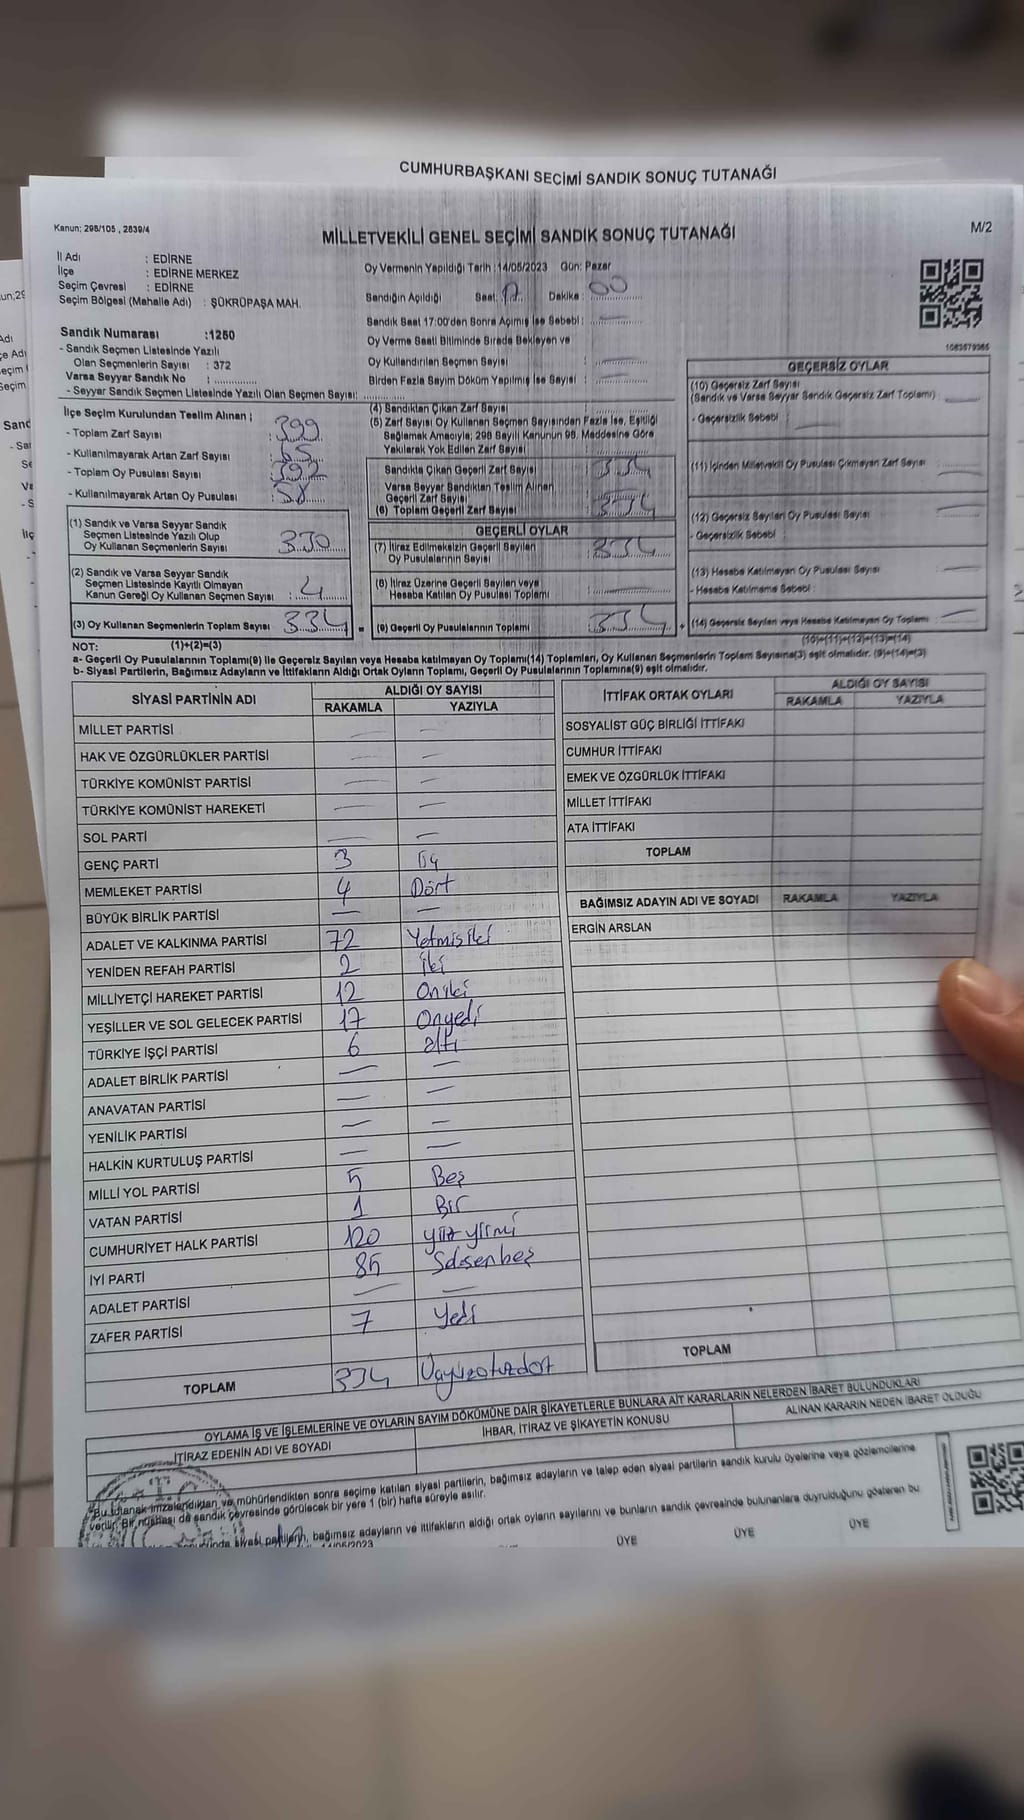 CUMHURBAŞKANI SEÇİMİ SANDIK SONUÇ TUTANAĞI
Kanun; 298/105 , 2839/4
M/2
MİLLETVEKİLİ GENEL SEÇİMİ SANDIK SONUÇ TUTANAĞI
İl Adı : EDİRNE
İlçe : EDİRNE MERKEZ
Seçim Çevresi : EDİRNE
Seçim Bölgesi (Mahalle Adı) : ŞÜKRÜPAŞA MAH.
Oy Vermenin Yapıldığı Tarih :14/05/2023 Gün: Pazar
Sandığın Açıldığı Saat: 17 Dakika: 00
Sandık Saat 17:00'den Sonra Açımış İse Sebebi : —
Oy Verme Saati Bitiminde Sırada Bekleyen ve
Oy Kullandırılan Seçmen Sayısı —
Birden Fazla Sayım Döküm Yapılmış İse Sayısı : —
Sandık Numarası :1250
- Sandık Seçmen Listesinde Yazılı
Olan Seçmenlerin Sayısı : 372
Varsa Seyyar Sandık No : ..............
- Seyyar Sandık Seçmen Listesinde Yazılı Olan Seçmen Sayısı: ..............
1083579365
İlçe Seçim Kurulundan Teslim Alınan ;
- Toplam Zarf Sayısı : 399
- Kullanılmayarak Artan Zarf Sayısı : 65
- Toplam Oy Pusulası Sayısı : 392
- Kullanılmayarak Artan Oy Pusulası : 58
(1) Sandık ve Varsa Seyyar Sandık
Seçmen Listesinde Yazılı Olup
Oy Kullanan Seçmenlerin Sayısı : 330
(2) Sandık ve Varsa Seyyar Sandık
Seçmen Listesinde Kayıtlı Olmayan
Kanun Gereği Oy Kullanan Seçmen Sayısı : 4
(3) Oy Kullanan Seçmenlerin Toplam Sayısı 334
(4) Sandıktan Çıkan Zarf Sayısı
(5) Zarf Sayısı Oy Kullanan Seçmen Sayısından Fazla İse, Eşitliği
Sağlamak Amacıyla; 298 Sayılı Kanunun 98. Maddesine Göre
Yakılarak Yok Edilen Zarf Sayısı
Sandıkta Çıkan Geçerli Zarf Sayısı : 334
Varsa Seyyar Sandıktan Teslim Alınan
Geçerli Zarf Sayısı
(6) Toplam Geçerli Zarf Sayısı : 334
GEÇERLİ OYLAR
(7) İtiraz Edilmeksizin Geçerli Sayılan
Oy Pusulalarının Sayısı : 334
(8) İtiraz Üzerine Geçerli Sayılan veya
Hesaba Katılan Oy Pusulası Toplamı
= (9) Geçerli Oy Pusulalarının Toplamı : 334
GEÇERSİZ OYLAR
(10) Geçersiz Zarf Sayısı
(Sandık ve Varsa Seyyar Sandık Geçersiz Zarf Toplamı) :
- Geçersizlik Sebebi :
(11) İçinden Milletvekili Oy Pusulası Çıkmayan Zarf Sayısı
(12) Geçersiz Sayılan Oy Pusulası Sayısı
- Geçersizlik Sebebi :
(13) Hesaba Katılmayan Oy Pusulası Sayısı
- Hesaba Katılmama Sebebi :
+ (14) Geçersiz Sayılan veya Hesaba Katılmayan Oy Toplamı
NOT: (1)+(2)=(3)
(10)+(11)+(12)+(13)=(14)
a- Geçerli Oy Pusulalarının Toplamı(9) ile Geçersiz Sayılan veya Hesaba katılmayan Oy Toplamı(14) Toplamları, Oy Kullanan Seçmenlerin Toplam Sayısına(3) eşit olmalıdır. (9)+(14)=(3)
b- Siyasi Partilerin, Bağımsız Adayların ve İttifakların Aldığı Ortak Oyların Toplamı, Geçerli Oy Pusulalarının Toplamına(9) eşit olmalıdır.
SİYASİ PARTİNİN ADI ALDIĞI OY SAYISI
RAKAMLA YAZIYLA
MİLLET PARTİSİ — —
HAK VE ÖZGÜRLÜKLER PARTİSİ — —
TÜRKİYE KOMÜNİST PARTİSİ — —
TÜRKİYE KOMÜNİST HAREKETİ — —
SOL PARTİ — —
GENÇ PARTİ 3 Üç
MEMLEKET PARTİSİ 4 Dört
BÜYÜK BİRLİK PARTİSİ — —
ADALET VE KALKINMA PARTİSİ 72 Yetmiş iki
YENİDEN REFAH PARTİSİ 2 iki
MİLLİYETÇİ HAREKET PARTİSİ 12 Oniki
YEŞİLLER VE SOL GELECEK PARTİSİ 17 Onyedi
TÜRKİYE İŞÇİ PARTİSİ 6 altı
ADALET BİRLİK PARTİSİ — —
ANAVATAN PARTİSİ — —
YENİLİK PARTİSİ — —
HALKIN KURTULUŞ PARTİSİ — —
MİLLİ YOL PARTİSİ 5 Beş
VATAN PARTİSİ 1 Bir
CUMHURİYET HALK PARTİSİ 120 yüz yirmi
İYİ PARTİ 85 Seksenbeş
ADALET PARTİSİ — —
ZAFER PARTİSİ 7 Yedi
TOPLAM 334 Üçyüzotuzdört
İTTİFAK ORTAK OYLARI ALDIĞI OY SAYISI
RAKAMLA YAZIYLA
SOSYALİST GÜÇ BİRLİĞİ İTTİFAKI
CUMHUR İTTİFAKI
EMEK VE ÖZGÜRLÜK İTTİFAKI
MİLLET İTTİFAKI
ATA İTTİFAKI
TOPLAM
BAĞIMSIZ ADAYIN ADI VE SOYADI RAKAMLA YAZIYLA
ERGİN ARSLAN
TOPLAM
OYLAMA İŞ VE İŞLEMLERİNE VE OYLARIN SAYIM DÖKÜMÜNE DAİR ŞİKAYETLERLE BUNLARA AİT KARARLARIN NELERDEN İBARET BULUNDUKLARI
İTİRAZ EDENİN ADI VE SOYADI İHBAR, İTİRAZ VE ŞİKAYETİN KONUSU ALINAN KARARIN NEDEN İBARET OLDUĞU
"Bu tutanak imzalandıktan ve mühürlendikten sonra seçime katılan siyasi partilerin, bağımsız adayların ve talep eden siyasi partilerin sandık kurulu üyelerine veya gözlemcilerine
verilir. Bir nüshası da sandık çevresinde görülecek bir yere 1 (bir) hafta süreyle asılır.
siyasi partilerin, bağımsız adayların ve ittifakların aldığı ortak oyların sayılarını ve bunların sandık çevresinde bulunanlara duyrulduğunu gösteren bu
14/05/2023
ÜYE ÜYE ÜYE